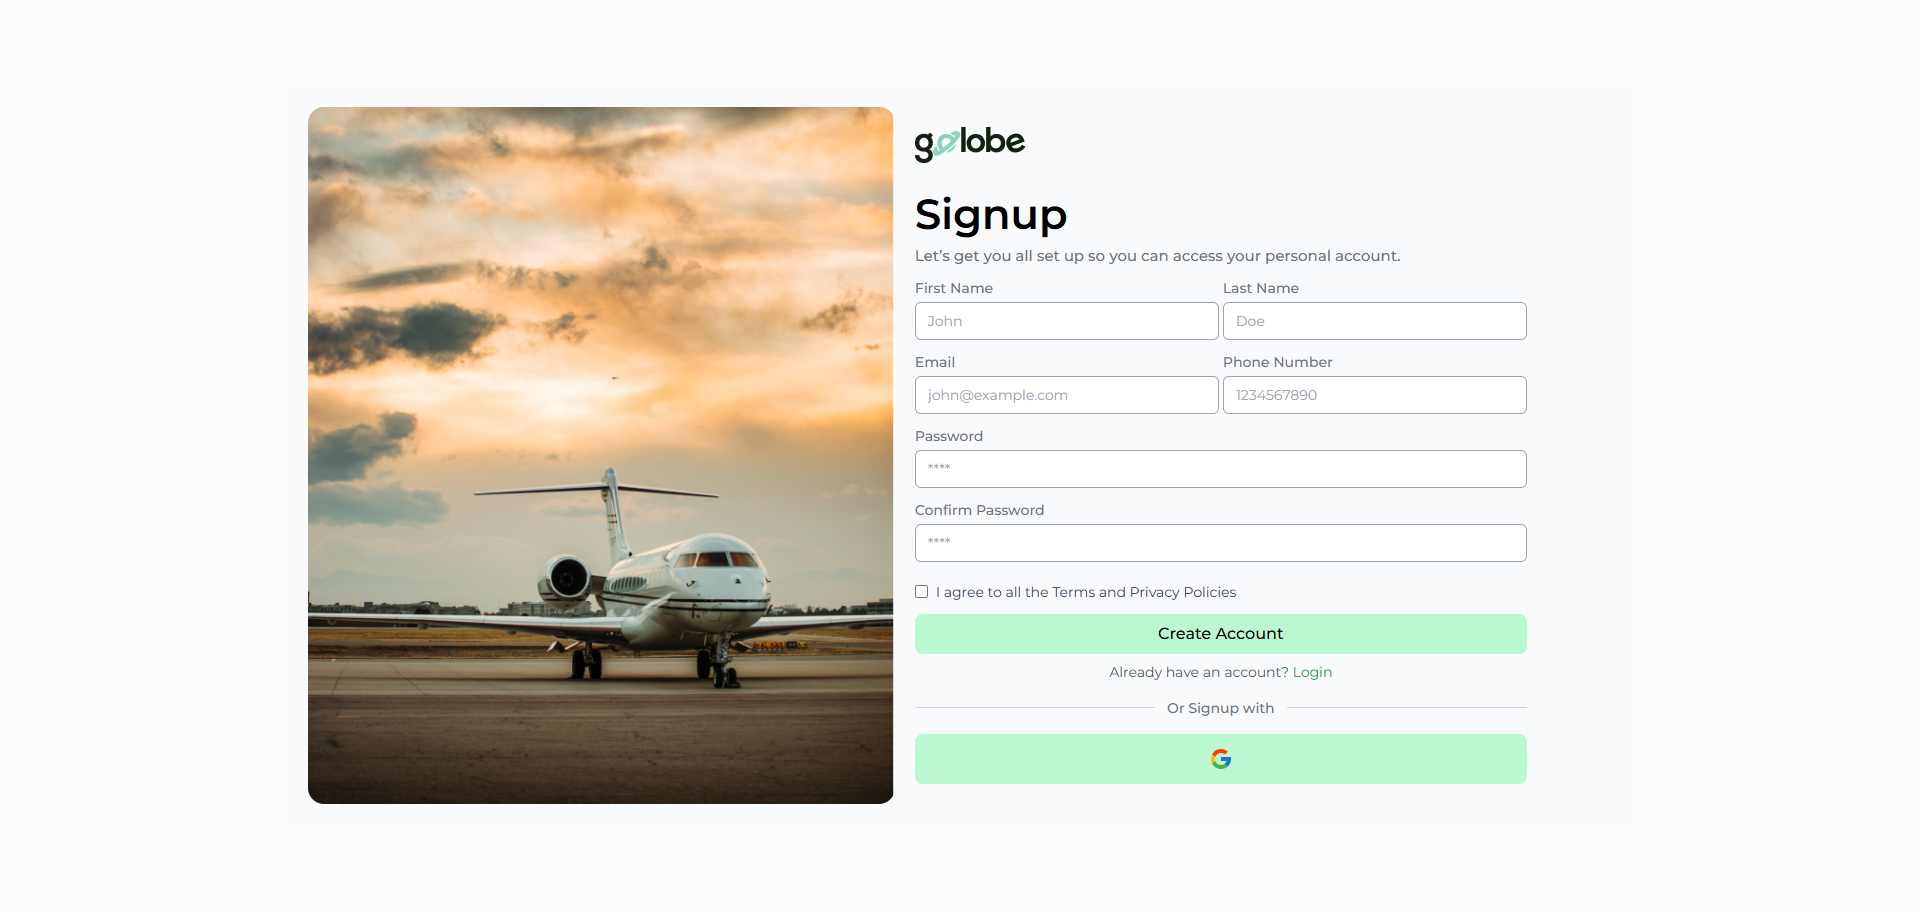 golobe
Signup
Let's get you all set up so you can access your personal account.
First Name Last Name
John Doe
Email Phone Number
john@example.com 1234567890
Password
****
Confirm Password
****
I agree to all the Terms and Privacy Policies
Create Account
Already have an account? Login
Or Signup with